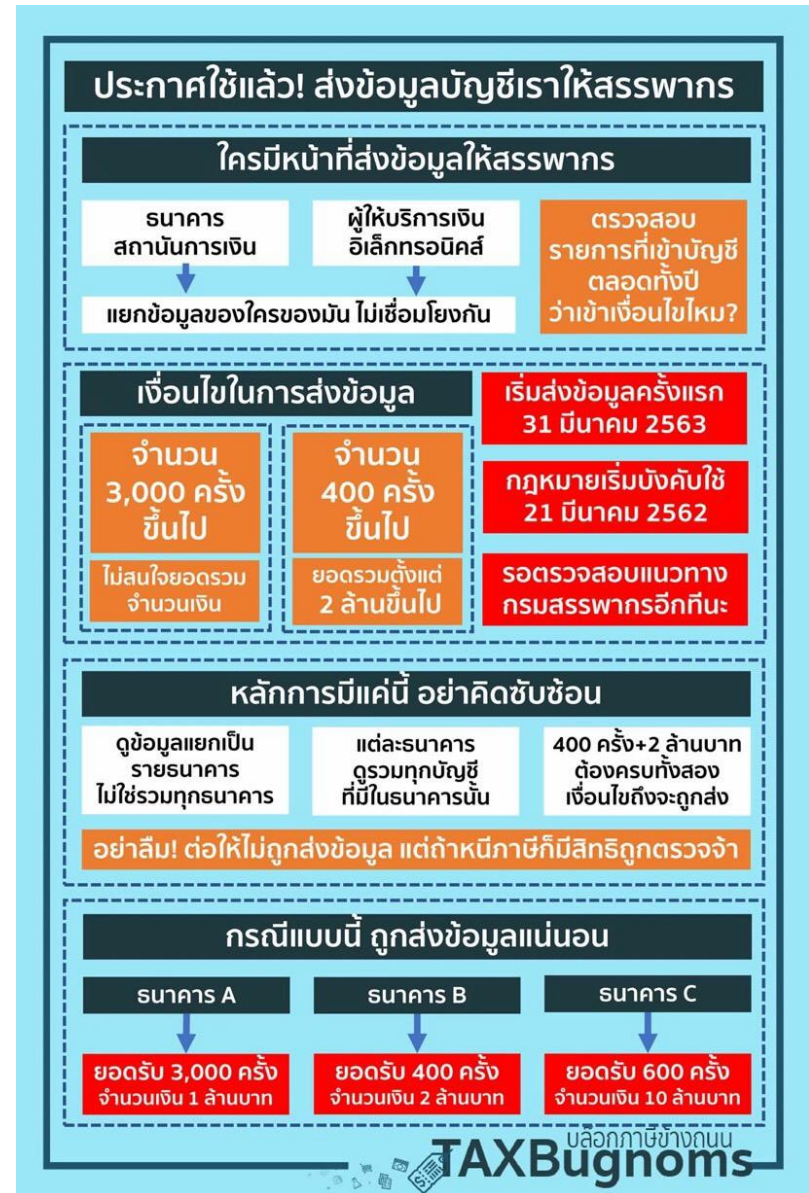 ประกาศใช้แล้ว! ส่งข้อมูลบัญชีเราให้สรรพากร
ใครมีหน้าที่ส่งข้อมูลให้สรรพากร
ธนาคาร
สถานันการเงิน
ผู้ให้บริการเงิน
อิเล็กทรอนิคส์
แยกข้อมูลของใครของมัน ไม่เชื่อมโยงกัน
ตรวจสอบ
รายการที่เข้าบัญชี
ตลอดทั้งปี
ว่าเข้าเงื่อนไขไหม?
เงื่อนไขในการส่งข้อมูล
จำนวน
3,000 ครั้ง
ขึ้นไป
ไม่สนใจยอดรวม
จำนวนเงิน
จำนวน
400 ครั้ง
ขึ้นไป
ยอดรวมตั้งแต่
2 ล้านขึ้นไป
เริ่มส่งข้อมูลครั้งแรก
31 มีนาคม 2563
กฎหมายเริ่มบังคับใช้
21 มีนาคม 2562
รอตรวจสอบแนวทาง
กรมสรรพากรอีกทีนะ
หลักการมีแค่นี้ อย่าคิดซับซ้อน
ดูข้อมูลแยกเป็น
รายธนาคาร
ไม่ใช่รวมทุกธนาคาร
แต่ละธนาคาร
ดูรวมทุกบัญชี
ที่มีในธนาคารนั้น
400 ครั้ง+2 ล้านบาท
ต้องครบทั้งสอง
เงื่อนไขถึงจะถูกส่ง
อย่าลืม! ต่อให้ไม่ถูกส่งข้อมูล แต่ถ้าหนีภาษีก็มีสิทธิถูกตรวจจ้า
กรณีแบบนี้ ถูกส่งข้อมูลแน่นอน
ธนาคาร A
ยอดรับ 3,000 ครั้ง
จำนวนเงิน 1 ล้านบาท
ธนาคาร B
ยอดรับ 400 ครั้ง
จำนวนเงิน 2 ล้านบาท
ธนาคาร C
ยอดรับ 600 ครั้ง
จำนวนเงิน 10 ล้านบาท
บล็อกภาษีข้างถนน
TAXBugnoms